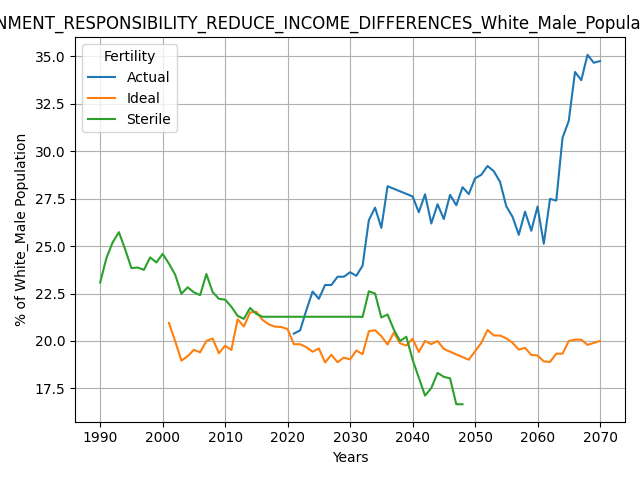 NMENT_RESPONSIBILITY_REDUCE_INCOME_DIFFERENCES_White_Male_Popula
Fertility
Actual
Ideal
Sterile
% of White_Male Population
35.0
32.5
30.0
27.5
25.0
22.5
20.0
17.5
1990 2000 2010 2020 2030 2040 2050 2060 2070
Years